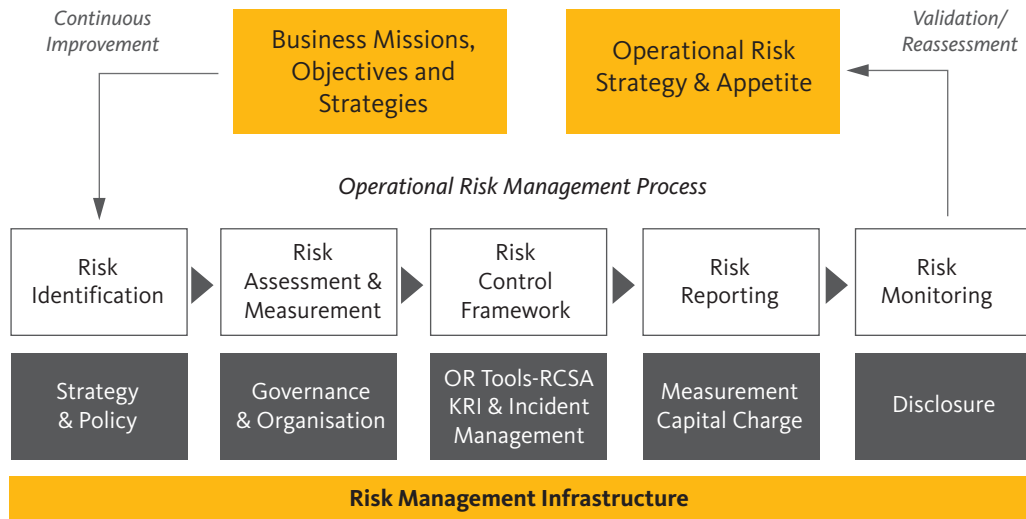 Continuous
Improvement
Business Missions,
Objectives and
Strategies
Operational Risk
Strategy & Appetite
Validation/
Reassessment
Operational Risk Management Process
Risk
Identification
Risk
Assessment &
Measurement
Risk
Control
Framework
Risk
Reporting
Risk
Monitoring
Strategy
& Policy
Governance
& Organisation
OR Tools-RCSA
KRI & Incident
Management
Measurement
Capital Charge
Disclosure
Risk Management Infrastructure